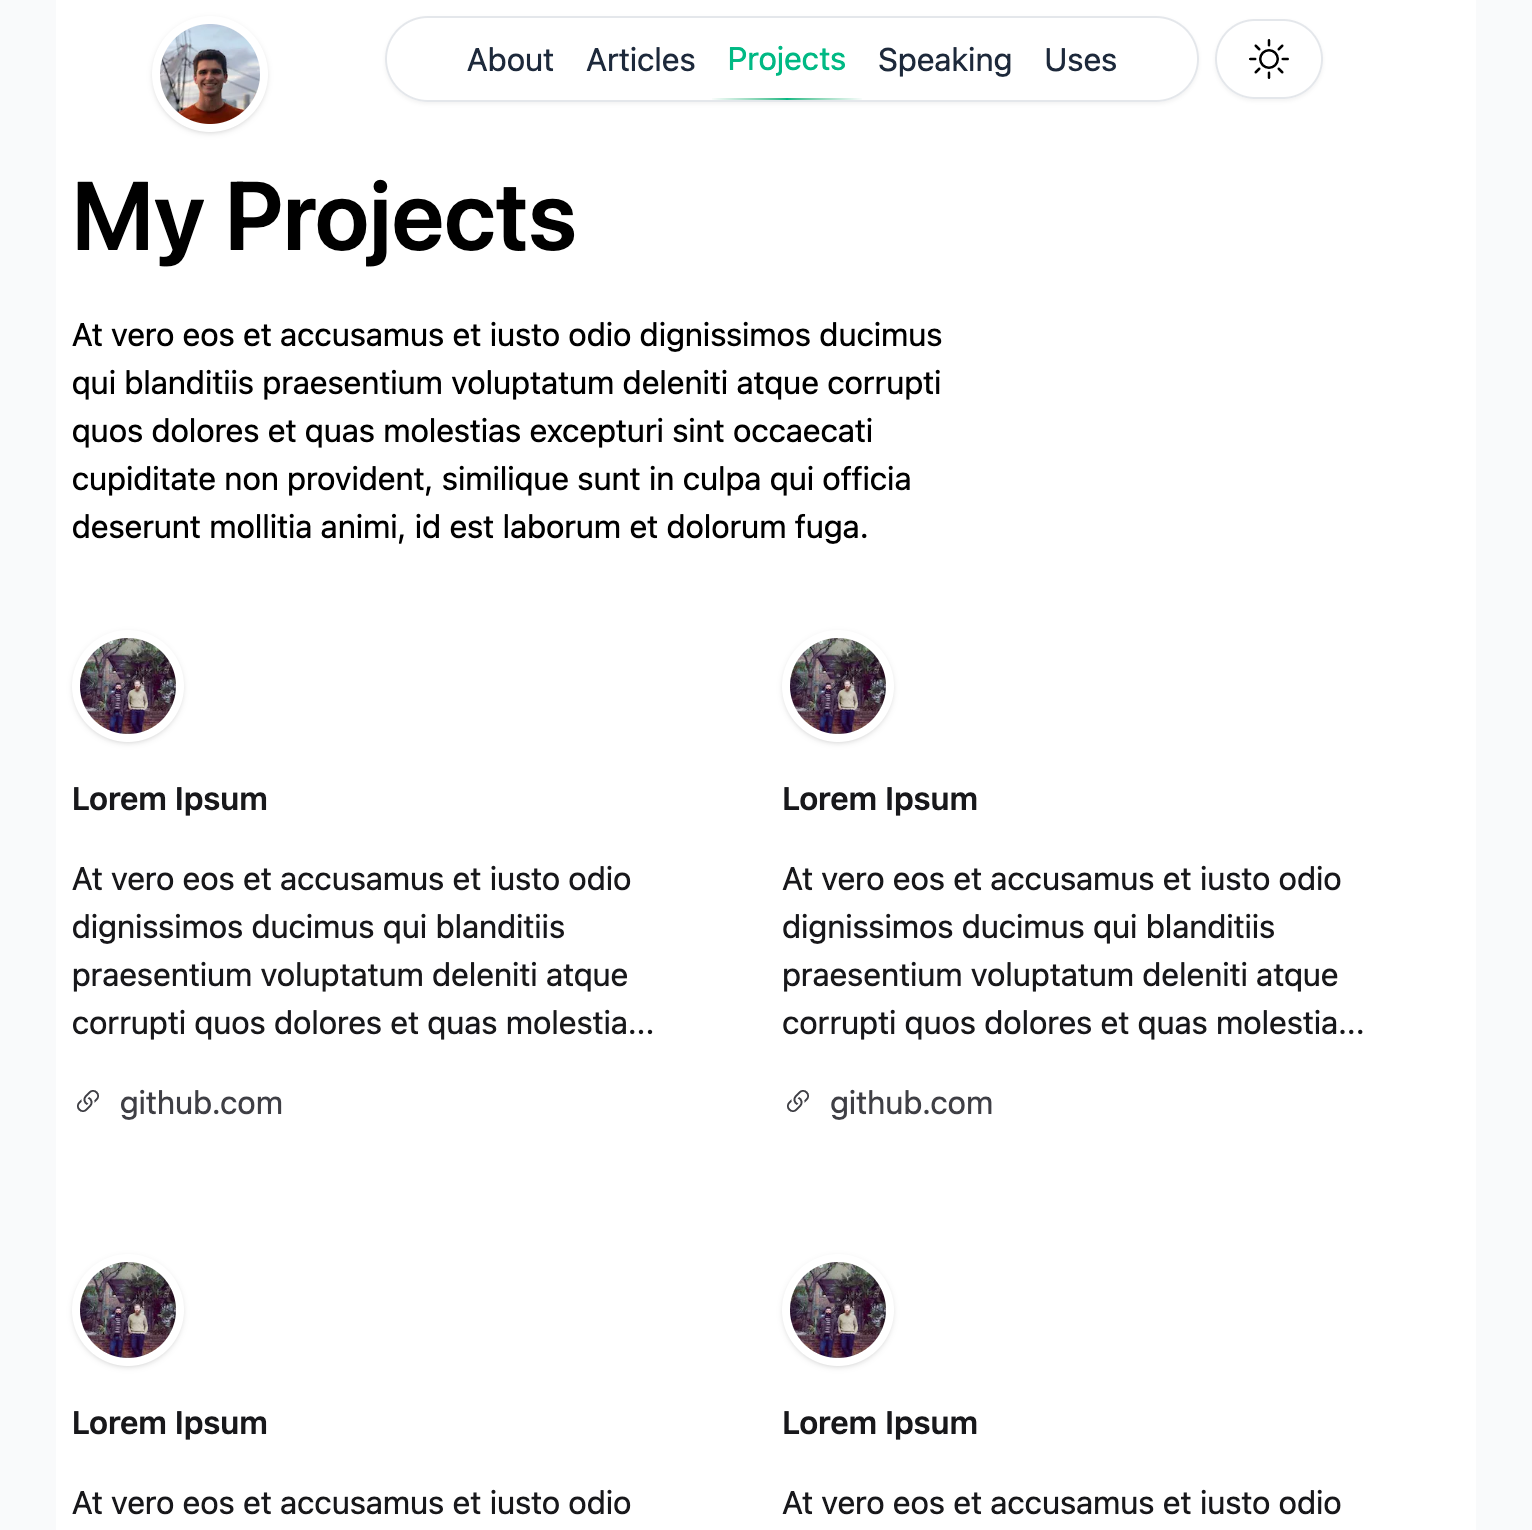 About Articles Projects Speaking Uses
My Projects
At vero eos et accusamus et iusto odio dignissimos ducimus
qui blanditiis praesentium voluptatum deleniti atque corrupti
quos dolores et quas molestias excepturi sint occaecati
cupiditate non provident, similique sunt in culpa qui officia
deserunt mollitia animi, id est laborum et dolorum fuga.
Lorem Ipsum
At vero eos et accusamus et iusto odio
dignissimos ducimus qui blanditiis
praesentium voluptatum deleniti atque
corrupti quos dolores et quas molestia...
github.com
Lorem Ipsum
At vero eos et accusamus et iusto odio
dignissimos ducimus qui blanditiis
praesentium voluptatum deleniti atque
corrupti quos dolores et quas molestia...
github.com
Lorem Ipsum
At vero eos et accusamus et iusto odio
Lorem Ipsum
At vero eos et accusamus et iusto odio